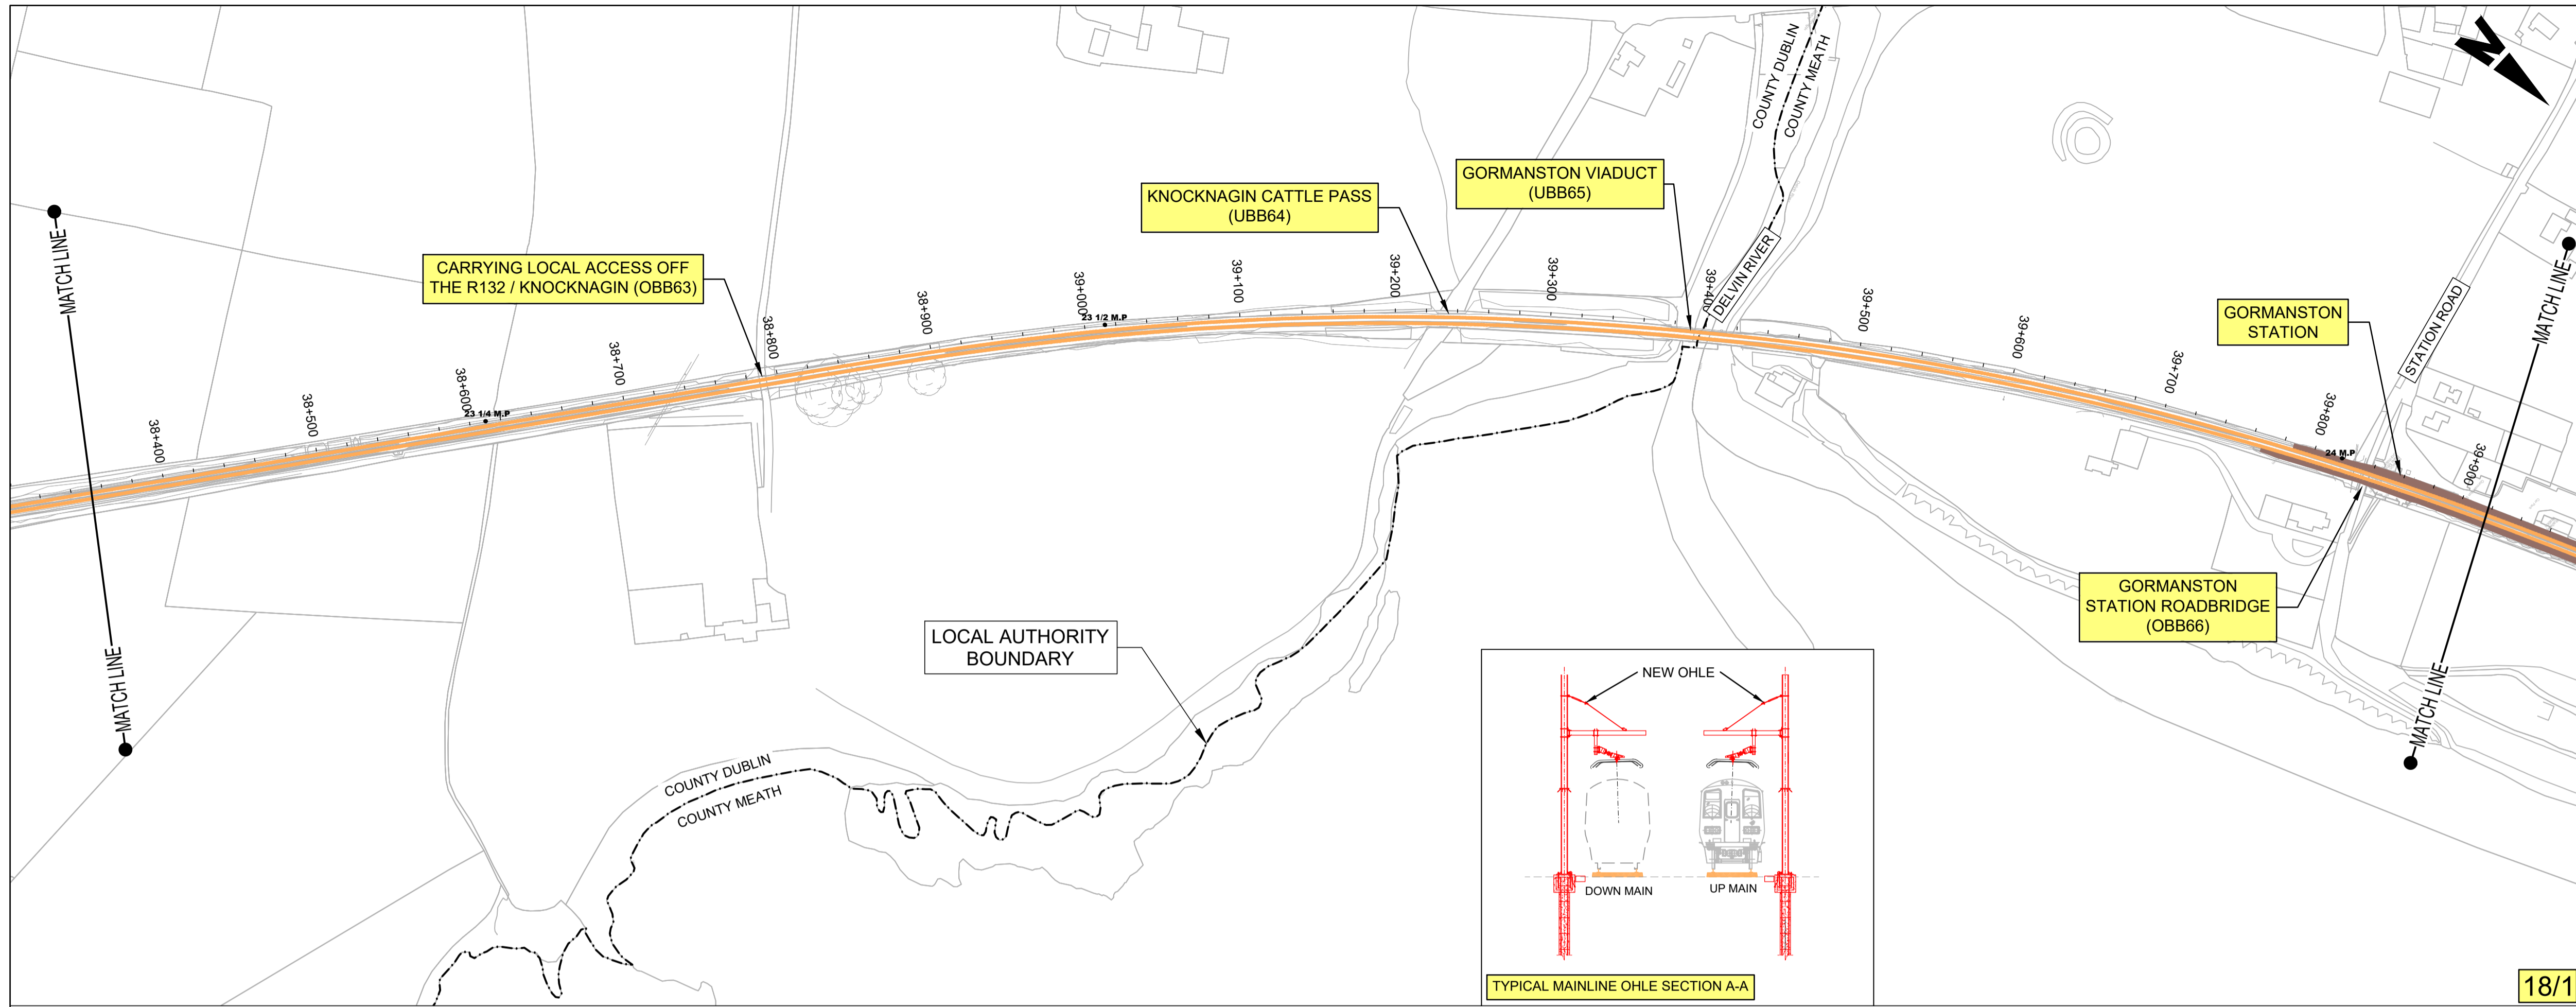 N
COUNTY DUBLIN
COUNTY MEATH
MATCH LINE
MATCH LINE
CARRYING LOCAL ACCESS OFF
THE R132 / KNOCKNAGIN (OBB63)
KNOCKNAGIN CATTLE PASS
(UBB64)
GORMANSTON VIADUCT
(UBB65)
DELVIN RIVER
GORMANSTON
STATION
STATION ROAD
MATCH LINE
MATCH LINE
38+400
38+500
38+600
23 1/4 M.P
38+700
38+800
38+900
39+000
23 1/2 M.P
39+100
39+200
39+300
39+400
39+500
39+600
39+700
39+800
24 M.P
39+900
GORMANSTON
STATION ROADBRIDGE
(OBB66)
LOCAL AUTHORITY
BOUNDARY
COUNTY DUBLIN
COUNTY MEATH
NEW OHLE
DOWN MAIN
UP MAIN
TYPICAL MAINLINE OHLE SECTION A-A
18/1